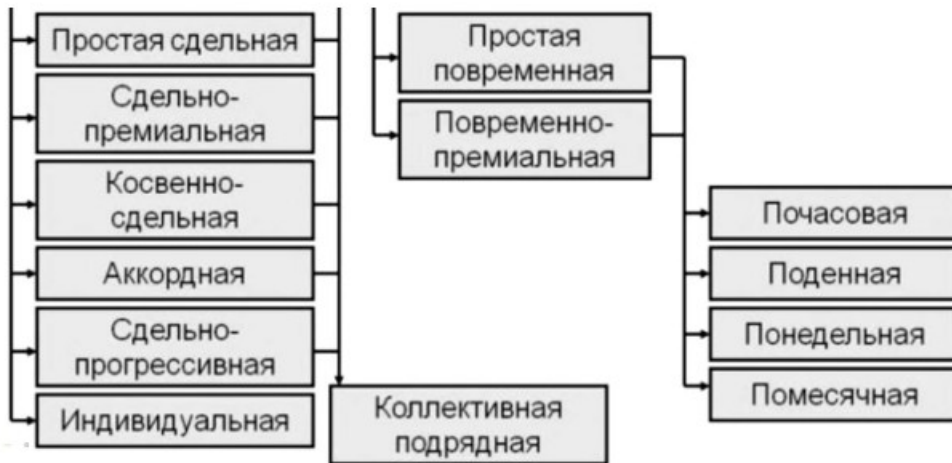 Простая сдельная
Сдельно-
премиальная
Косвенно-
сдельная
Аккордная
Сдельно-
прогрессивная
Индивидуальная
Коллективная
подрядная
Простая
повременная
Повременно-
премиальная
Почасовая
Поденная
Понедельная
Помесячная